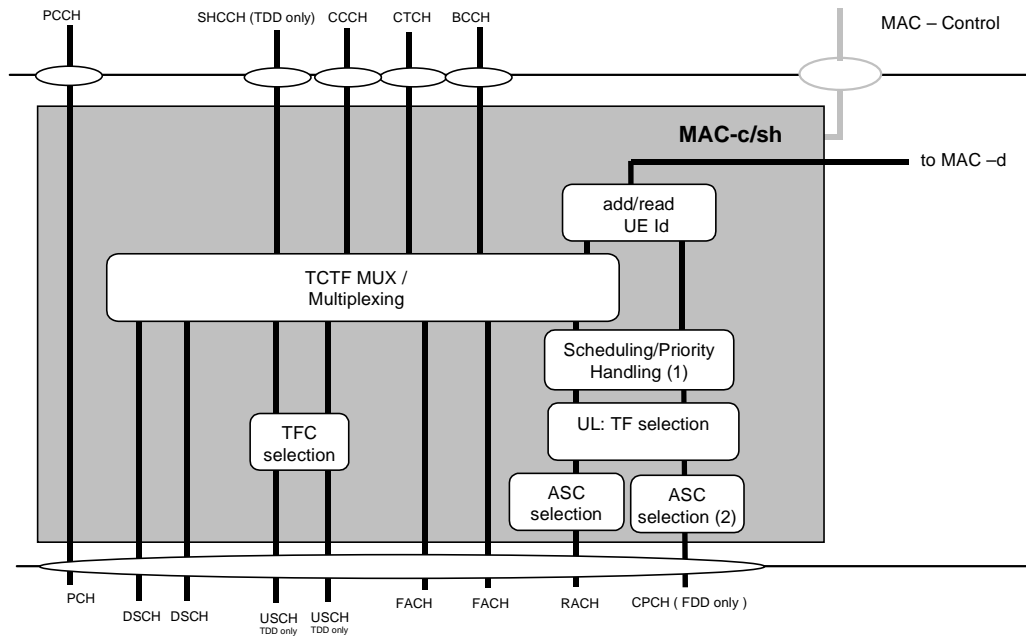 PCCH
SHCCH (TDD only)
CCCH
CTCH
BCCH
MAC – Control
MAC-c/sh
to MAC –d
add/read
UE Id
TCTF MUX /
Multiplexing
Scheduling/Priority
Handling (1)
UL: TF selection
TFC
selection
ASC
selection
ASC
selection (2)
PCH
DSCH
DSCH
USCH
TDD only
USCH
TDD only
FACH
FACH
RACH
CPCH ( FDD only )